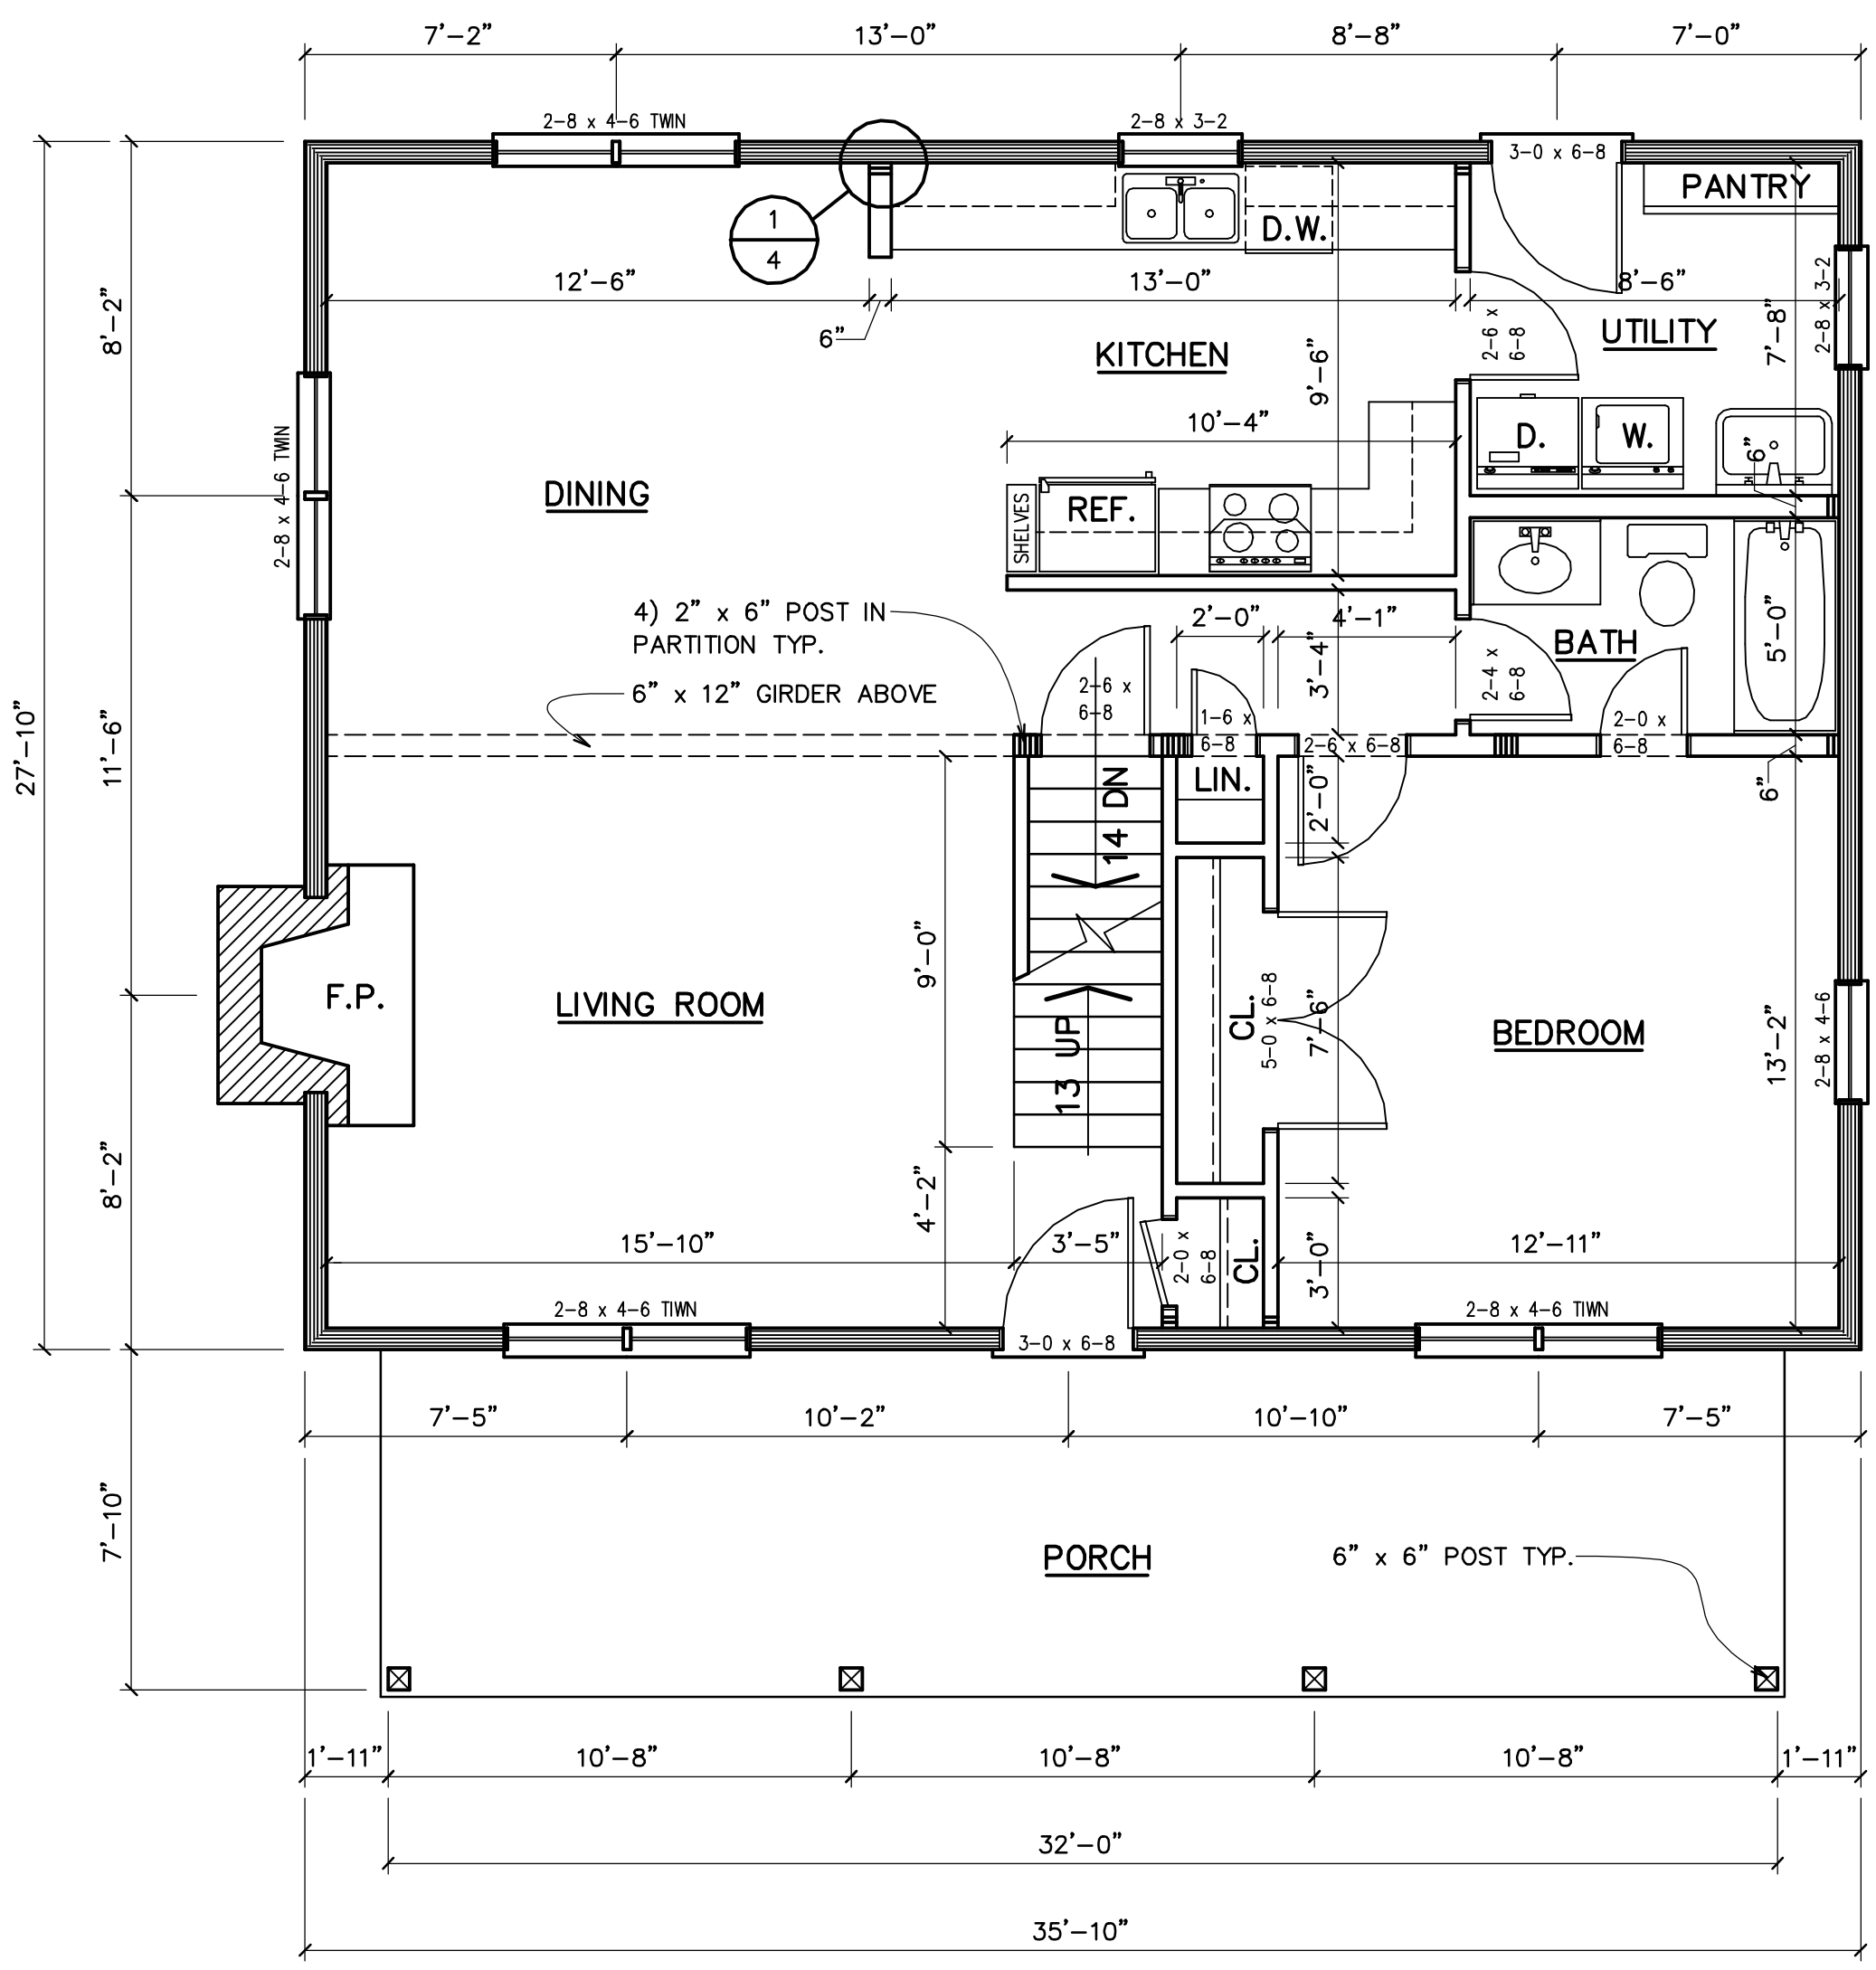 7'-2" 13'-0" 8'-8" 7'-0"
2-8 x 4-6 TWIN
2-8 x 3-2
3-0 x 6-8
PANTRY
1
4
D.W.
12'-6" 13'-0" 8'-6"
6"
8'-2"
2-6 x
6-8
UTILITY
7'-8"
2-8 x 3-2
KITCHEN
9'-6"
10'-4"
D. W.
6"
2-8 x 4-6 TWIN
DINING
SHELVES
REF.
4) 2" x 6" POST IN
PARTITION TYP.
6" x 12" GIRDER ABOVE
2'-0" 4'-1"
3'-4"
BATH
5'-0"
2-4 x
6-8
2-6 x
6-8
1-6 x
6-8
2-6 x 6-8
2-0 x
6-8
27'-10"
11'-6"
6"
LIN.
2'-0"
14 DN
9'-0"
F.P.
LIVING ROOM
13 UP
CL.
5-0 x 6-8
7'-6"
BEDROOM
13'-2"
2-8 x 4-6
8'-2"
4'-2"
15'-10" 3'-5" 12'-11"
2-0 x
6-8
CL.
3'-0"
2-8 x 4-6 TIWN
3-0 x 6-8
2-8 x 4-6 TIWN
7'-5" 10'-2" 10'-10" 7'-5"
7'-10"
PORCH
6" x 6" POST TYP.
1'-11" 10'-8" 10'-8" 10'-8" 1'-11"
32'-0"
35'-10"